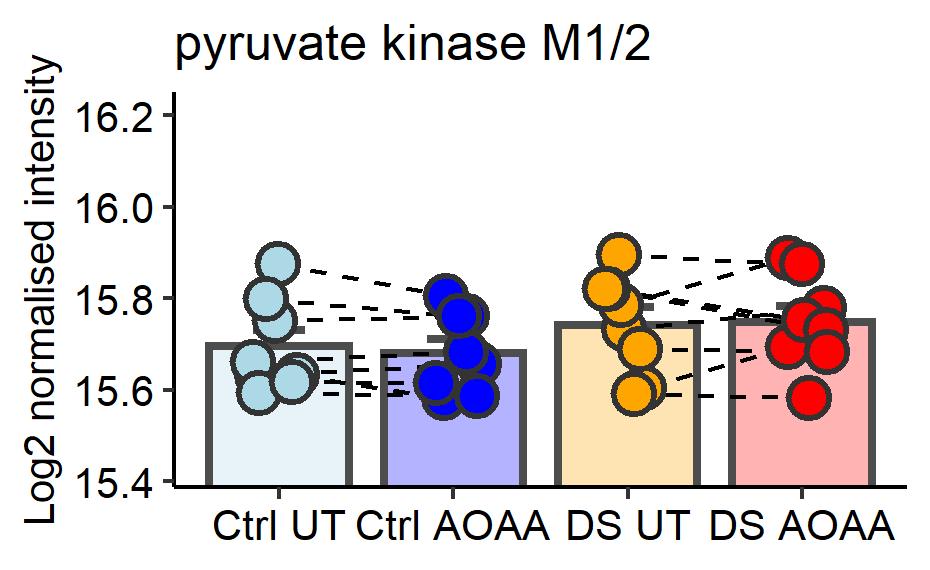 pyruvate kinase M1/2
Log2 normalised intensity
16.2
16.0
15.8
15.6
15.4
Ctrl UT Ctrl AOAA DS UT DS AOAA